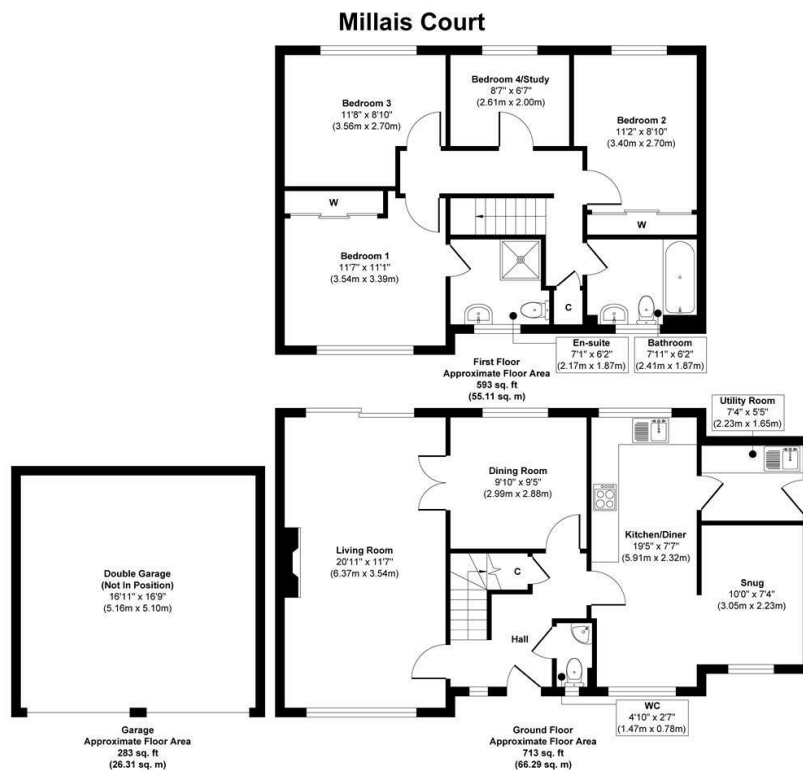 Millais Court
Bedroom 3
11'8" x 8'10"
(3.56m x 2.70m)
Bedroom 4/Study
8'7" x 6'7"
(2.61m x 2.00m)
Bedroom 2
11'2" x 8'10"
(3.40m x 2.70m)
W
W
Bedroom 1
11'7" x 11'1"
(3.54m x 3.39m)
C
First Floor
Approximate Floor Area
593 sq. ft
(55.11 sq. m)
En-suite
7'1" x 6'2"
(2.17m x 1.87m)
Bathroom
7'11" x 6'2"
(2.41m x 1.87m)
Utility Room
7'4" x 5'5"
(2.23m x 1.65m)
Dining Room
9'10" x 9'5"
(2.99m x 2.88m)
Kitchen/Diner
19'5" x 7'7"
(5.91m x 2.32m)
Living Room
20'11" x 11'7"
(6.37m x 3.54m)
Double Garage
(Not In Position)
16'11" x 16'9"
(5.16m x 5.10m)
C
Snug
10'0" x 7'4"
(3.05m x 2.23m)
Hall
WC
4'10" x 2'7"
(1.47m x 0.78m)
Garage
Approximate Floor Area
283 sq. ft
(26.31 sq. m)
Ground Floor
Approximate Floor Area
713 sq. ft
(66.29 sq. m)